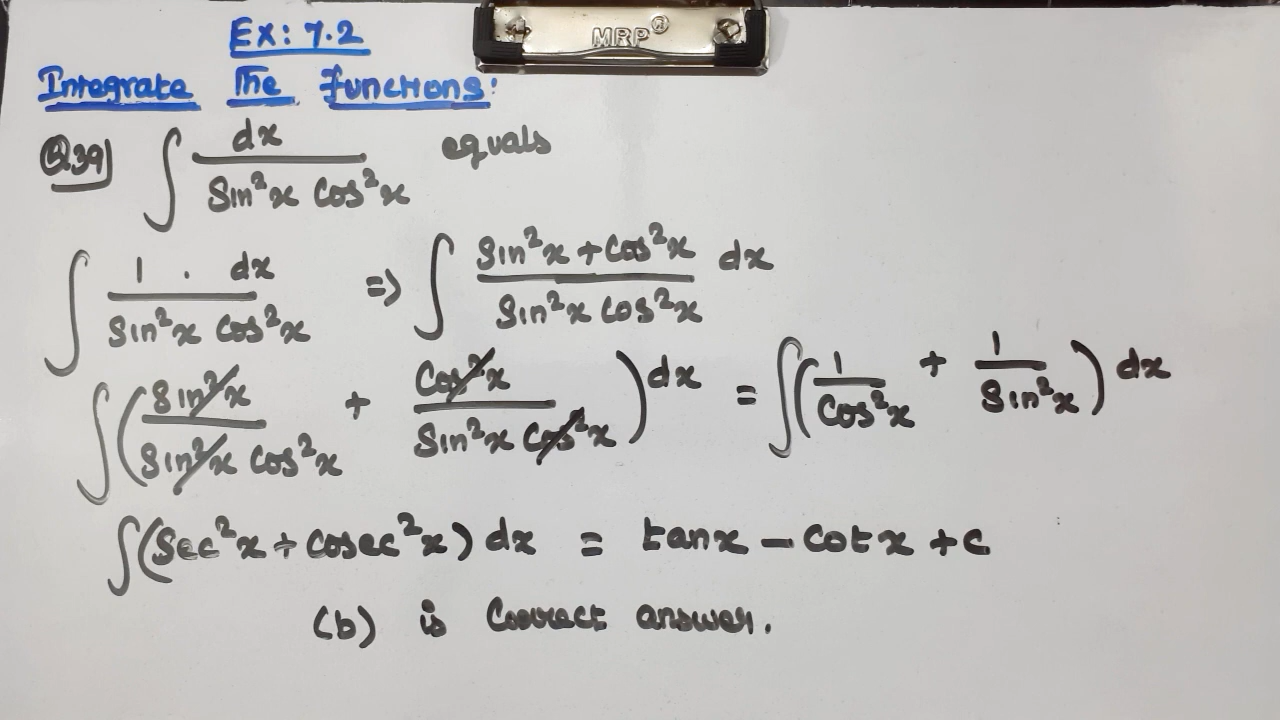 MRP®
Ex: 7.2
Integrate The Functions:
Q.39) ∫ dx / Sin²x Cos²x equals
∫ 1 . dx / Sin²x Cos²x => ∫ Sin²x + Cos²x / Sin²x Cos²x dx
∫ ( Sin²x / Sin²x Cos²x + Cos²x / Sin²x Cos²x ) dx = ∫ ( 1 / Cos²x + 1 / Sin²x ) dx
∫ (Sec²x + Cosec²x) dx = tanx - Cotx + c
(b) is Correct answer.